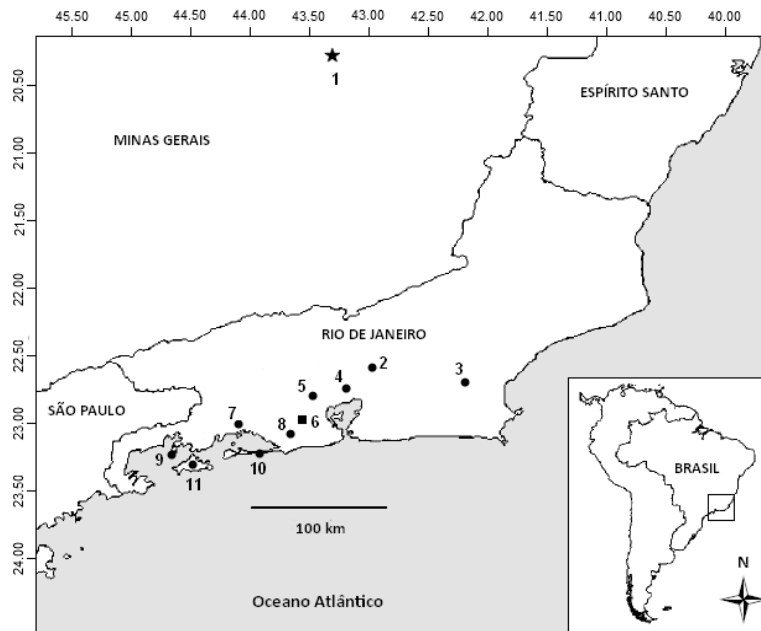 45.50 45.00 44.50 44.00 43.50 43.00 42.50 42.00 41.50 41.00 40.50 40.00
20.50
21.00
21.50
22.00
22.50
23.00
23.50
24.00
1
ESPÍRITO SANTO
MINAS GERAIS
RIO DE JANEIRO
2
3
4
5
SÃO PAULO
7
8
6
9
10
11
100 km
BRASIL
N
Oceano Atlântico